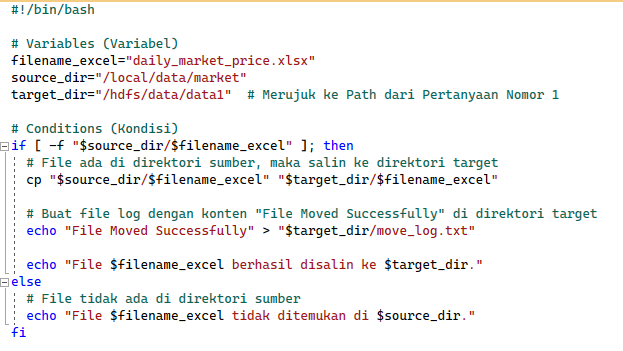 #!/bin/bash
# Variables (Variabel)
filename_excel="daily_market_price.xlsx"
source_dir="/local/data/market"
target_dir="/hdfs/data/data1"  # Merujuk ke Path dari Pertanyaan Nomor 1
# Conditions (Kondisi)
if [ -f "$source_dir/$filename_excel" ]; then
  # File ada di direktori sumber, maka salin ke direktori target
  cp "$source_dir/$filename_excel" "$target_dir/$filename_excel"
  # Buat file log dengan konten "File Moved Successfully" di direktori target
  echo "File Moved Successfully" > "$target_dir/move_log.txt"
  echo "File $filename_excel berhasil disalin ke $target_dir."
else
  # File tidak ada di direktori sumber
  echo "File $filename_excel tidak ditemukan di $source_dir."
fi